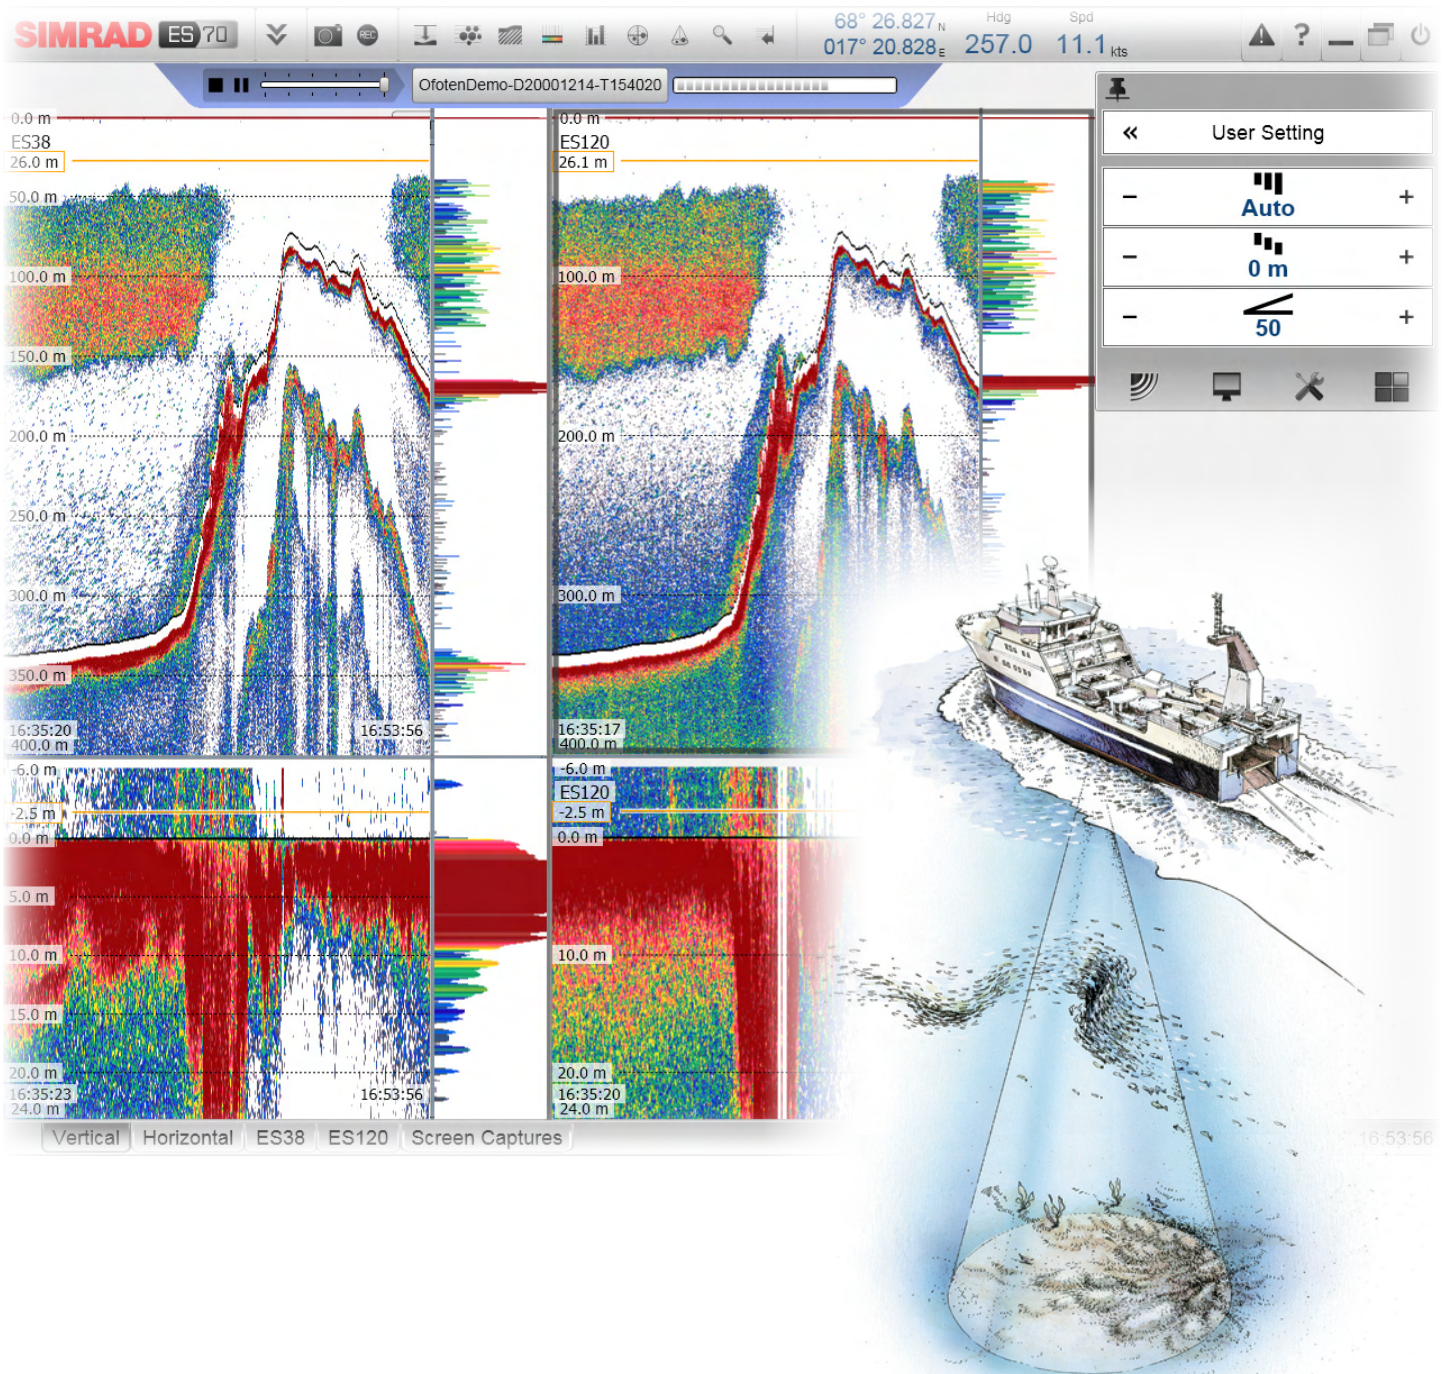 SIMRAD ES70
REC
68° 26.827 N
017° 20.828 E
Hdg
257.0
Spd
11.1 kts
?
OfotenDemo-D20001214-T154020
User Setting
- Auto +
- 0 m +
- 50 +
0.0 m
ES38
26.0 m
50.0 m
100.0 m
150.0 m
200.0 m
250.0 m
300.0 m
350.0 m
16:35:20
16:53:56
400.0 m
0.0 m
ES120
26.1 m
100.0 m
200.0 m
300.0 m
16:35:17
400.0 m
-6.0 m
-2.5 m
0.0 m
5.0 m
10.0 m
15.0 m
20.0 m
16:35:23
16:53:56
24.0 m
-6.0 m
ES120
-2.5 m
0.0 m
10.0 m
20.0 m
16:35:20
24.0 m
Vertical
Horizontal
ES38
ES120
Screen Captures
16:53:56